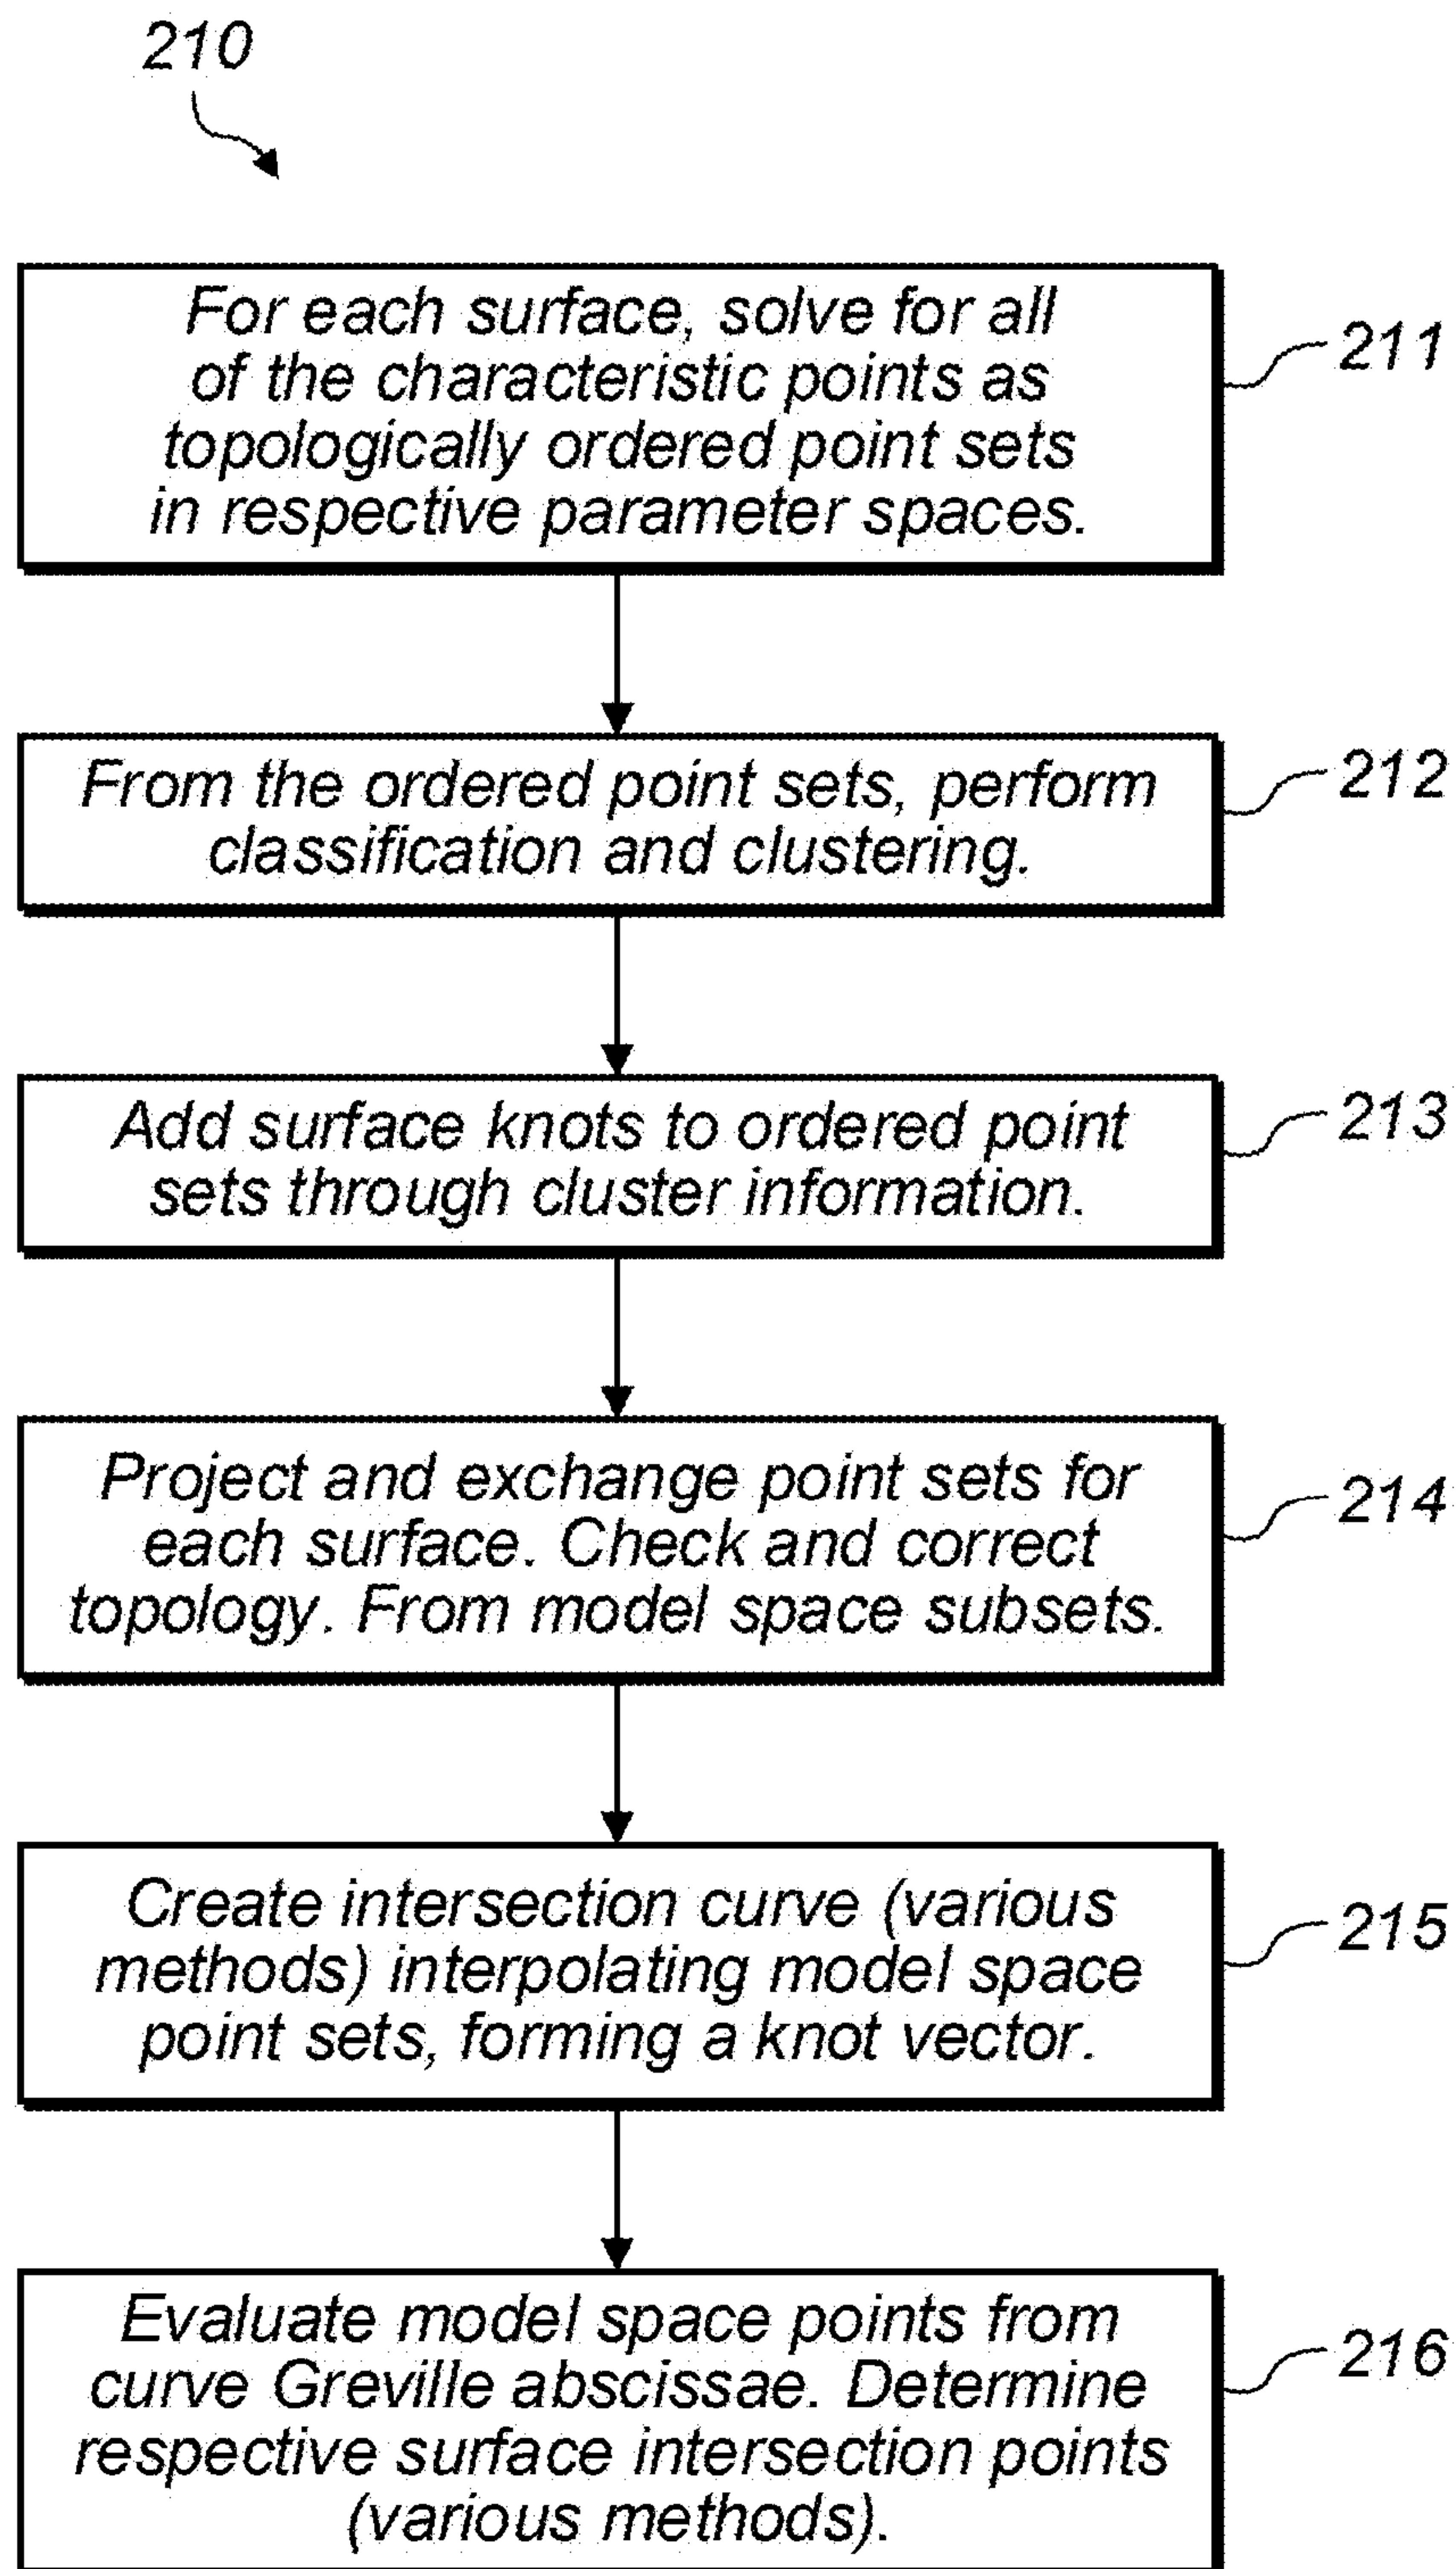 210
For each surface, solve for all
of the characteristic points as
topologically ordered point sets
in respective parameter spaces.
211
From the ordered point sets, perform
classification and clustering.
212
Add surface knots to ordered point
sets through cluster information.
213
Project and exchange point sets for
each surface. Check and correct
topology. From model space subsets.
214
Create intersection curve (various
methods) interpolating model space
point sets, forming a knot vector.
215
Evaluate model space points from
curve Greville abscissae. Determine
respective surface intersection points
(various methods).
216